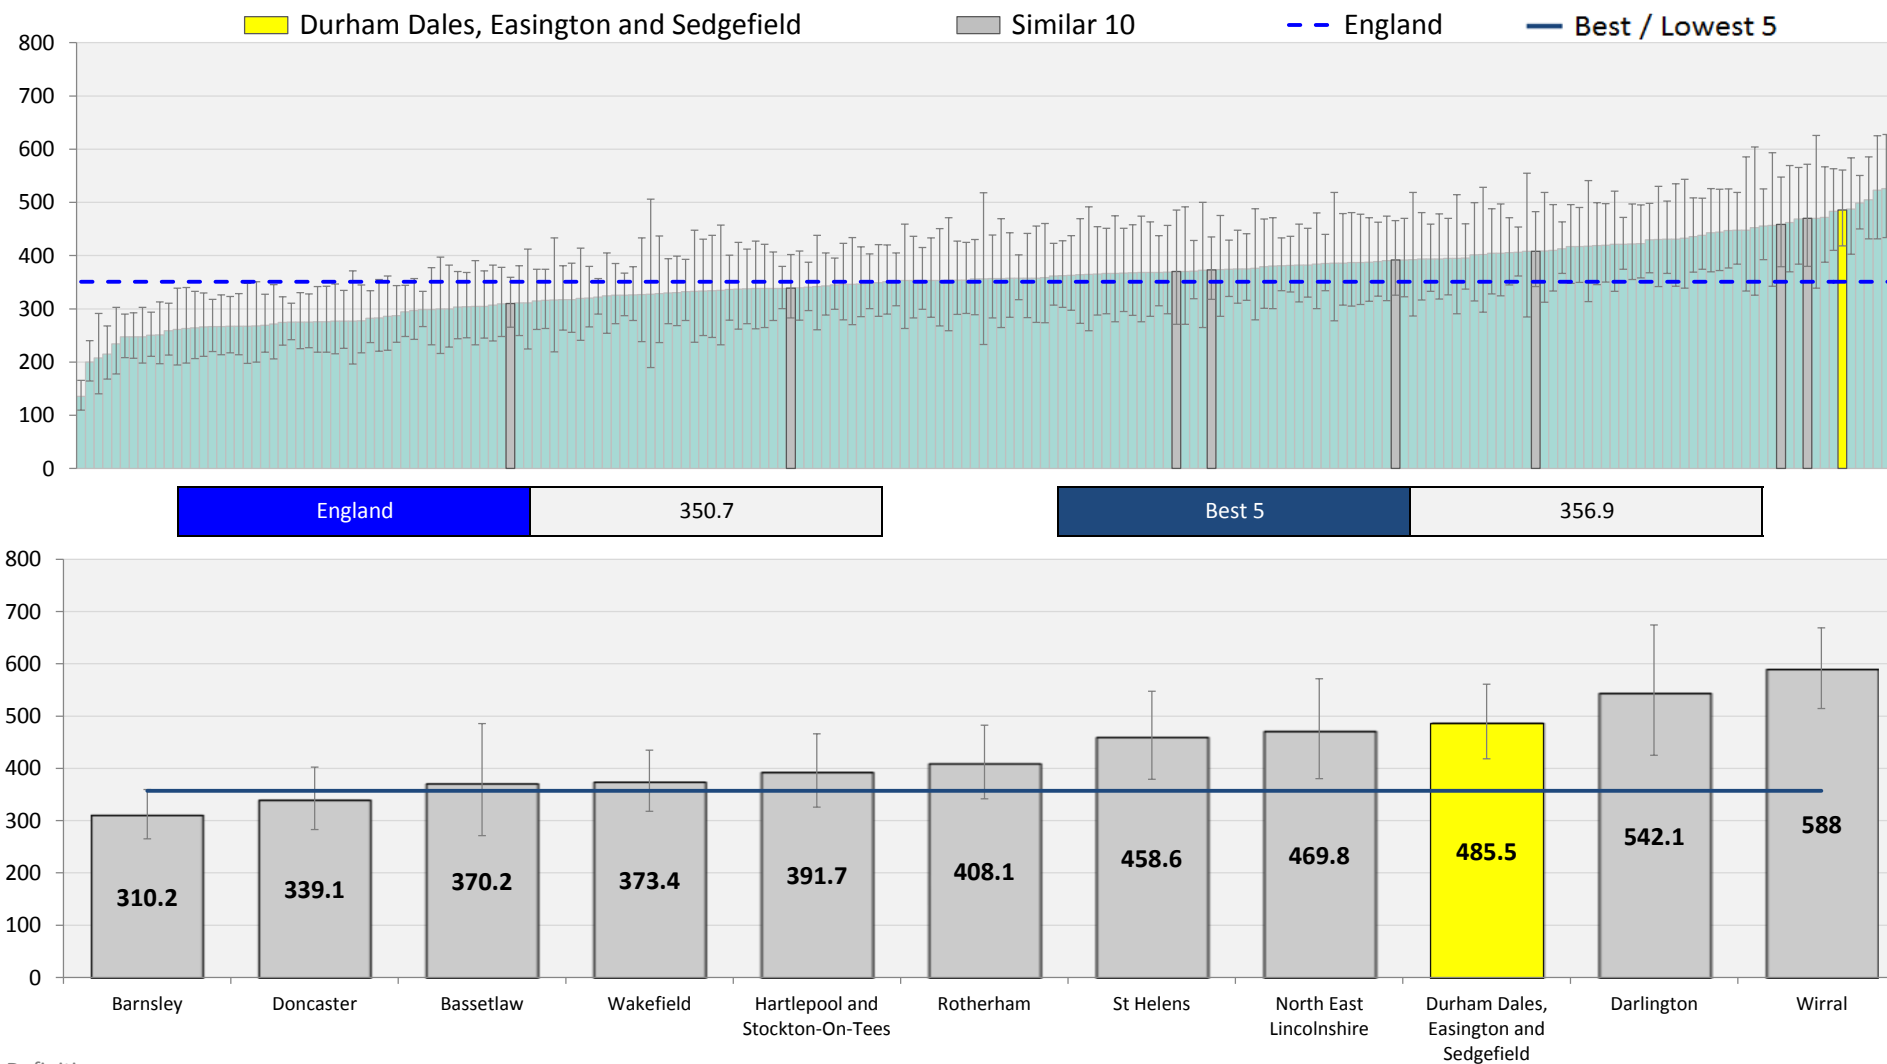 Durham Dales, Easington and Sedgefield Similar 10 England Best / Lowest 5
800
700
600
500
400
300
200
100
0
England 350.7 Best 5 356.9
800
700
600
500
400
300
200
100
0
310.2 339.1 370.2 373.4 391.7 408.1 458.6 469.8 485.5 542.1 588
Barnsley
Doncaster
Bassetlaw
Wakefield
Hartlepool and
Stockton-On-Tees
Rotherham
St Helens
North East
Lincolnshire
Durham Dales,
Easington and
Sedgefield
Darlington
Wirral